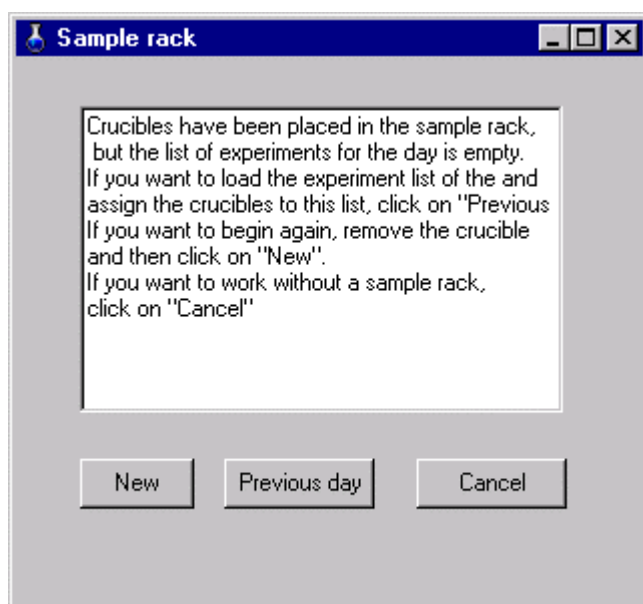 Sample rack
Crucibles have been placed in the sample rack,
but the list of experiments for the day is empty.
If you want to load the experiment list of the and
assign the crucibles to this list, click on "Previous
If you want to begin again, remove the crucible
and then click on "New".
If you want to work without a sample rack,
click on "Cancel"
New Previous day Cancel